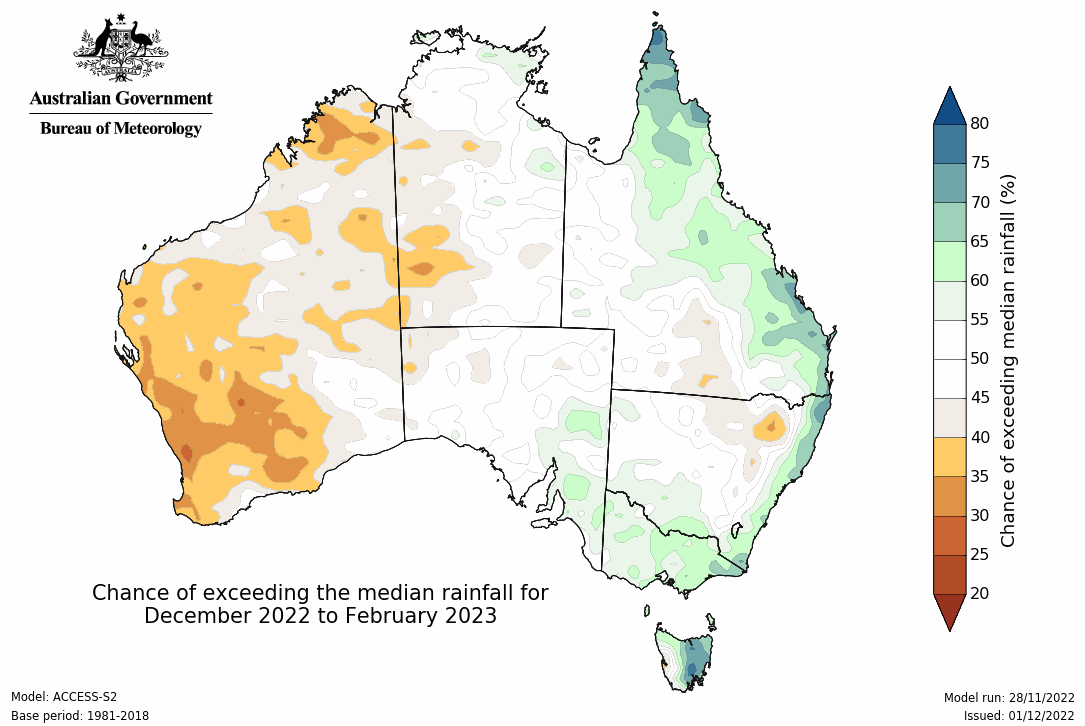 Australian Government
Bureau of Meteorology
80
75
70
65
60
55
50
45
40
35
30
25
20
Chance of exceeding median rainfall (%)
Chance of exceeding the median rainfall for
December 2022 to February 2023
Model: ACCESS-S2
Base period: 1981-2018
Model run: 28/11/2022
Issued: 01/12/2022